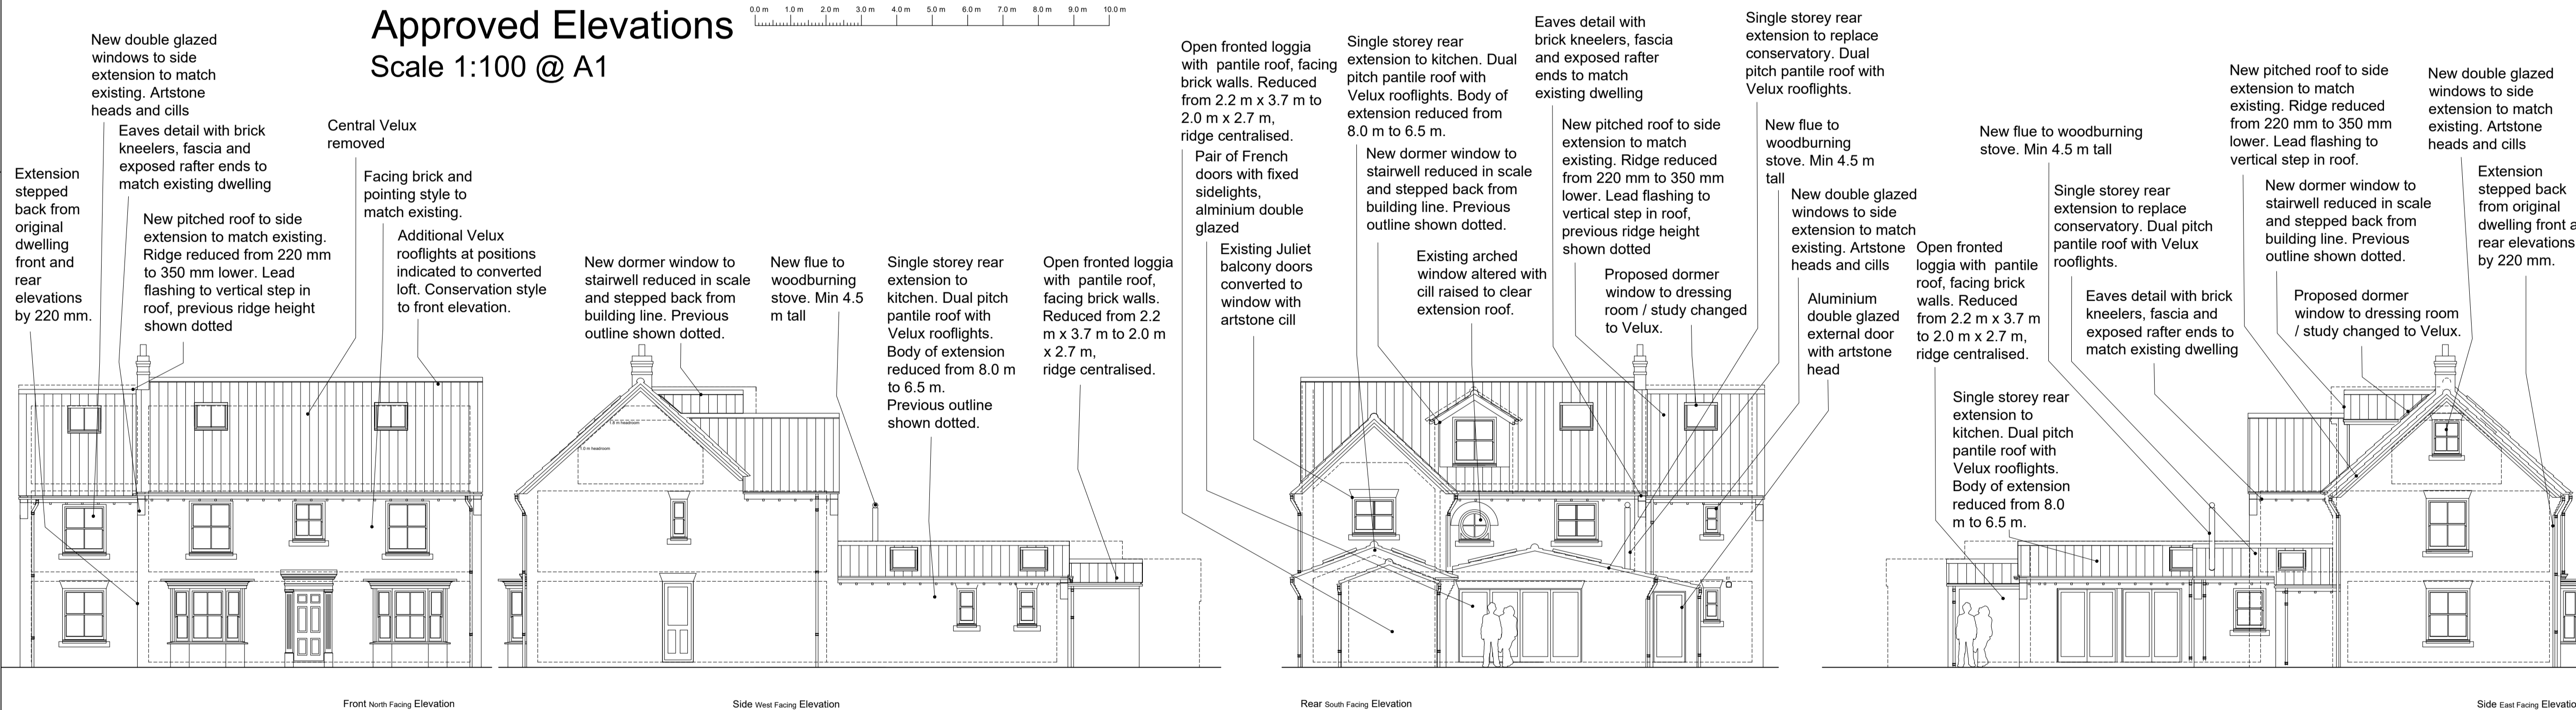 Approved Elevations
Scale 1:100 @ A1
0.0 m 1.0 m 2.0 m 3.0 m 4.0 m 5.0 m 6.0 m 7.0 m 8.0 m 9.0 m 10.0 m
New double glazed
windows to side
extension to match
existing. Artstone
heads and cills
Eaves detail with brick
kneelers, fascia and
exposed rafter ends to
match existing dwelling
Extension
stepped
back from
original
dwelling
front and
rear
elevations
by 220 mm.
New pitched roof to side
extension to match existing.
Ridge reduced from 220 mm
to 350 mm lower. Lead
flashing to vertical step in
roof, previous ridge height
shown dotted
Central Velux
removed
Facing brick and
pointing style to
match existing.
Additional Velux
rooflights at positions
indicated to converted
loft. Conservation style
to front elevation.
Front North Facing Elevation
New dormer window to
stairwell reduced in scale
and stepped back from
building line. Previous
outline shown dotted.
New flue to
woodburning
stove. Min 4.5
m tall
Single storey rear
extension to
kitchen. Dual pitch
pantile roof with
Velux rooflights.
Body of extension
reduced from 8.0 m
to 6.5 m.
Previous outline
shown dotted.
Open fronted loggia
with pantile roof,
facing brick walls.
Reduced from 2.2
m x 3.7 m to 2.0 m
x 2.7 m,
ridge centralised.
1.8 m headroom
1.0 m headroom
Side West Facing Elevation
Open fronted loggia
with pantile roof, facing
brick walls. Reduced
from 2.2 m x 3.7 m to
2.0 m x 2.7 m,
ridge centralised.
Pair of French
doors with fixed
sidelights,
alminium double
glazed
Existing Juliet
balcony doors
converted to
window with
artstone cill
Single storey rear
extension to kitchen. Dual
pitch pantile roof with
Velux rooflights. Body of
extension reduced from
8.0 m to 6.5 m.
New dormer window to
stairwell reduced in scale
and stepped back from
building line. Previous
outline shown dotted.
Existing arched
window altered with
cill raised to clear
extension roof.
Eaves detail with
brick kneelers, fascia
and exposed rafter
ends to match
existing dwelling
New pitched roof to side
extension to match
existing. Ridge reduced
from 220 mm to 350 mm
lower. Lead flashing to
vertical step in roof,
previous ridge height
shown dotted
Proposed dormer
window to dressing
room / study changed
to Velux.
Single storey rear
extension to replace
conservatory. Dual
pitch pantile roof with
Velux rooflights.
New flue to
woodburning
stove. Min 4.5 m
tall
New double glazed
windows to side
extension to match
existing. Artstone
heads and cills
Aluminium
double glazed
external door
with artstone
head
Rear South Facing Elevation
Open fronted
loggia with pantile
roof, facing brick
walls. Reduced
from 2.2 m x 3.7 m
to 2.0 m x 2.7 m,
ridge centralised.
Single storey rear
extension to
kitchen. Dual pitch
pantile roof with
Velux rooflights.
Body of extension
reduced from 8.0
m to 6.5 m.
New flue to woodburning
stove. Min 4.5 m tall
Single storey rear
extension to replace
conservatory. Dual pitch
pantile roof with Velux
rooflights.
Eaves detail with brick
kneelers, fascia and
exposed rafter ends to
match existing dwelling
New pitched roof to side
extension to match
existing. Ridge reduced
from 220 mm to 350 mm
lower. Lead flashing to
vertical step in roof.
New dormer window to
stairwell reduced in scale
and stepped back from
building line. Previous
outline shown dotted.
Proposed dormer
window to dressing room
/ study changed to Velux.
New double glazed
windows to side
extension to match
existing. Artstone
heads and cills
Extension
stepped back
from original
dwelling front a
rear elevations
by 220 mm.
Side East Facing Elevatio